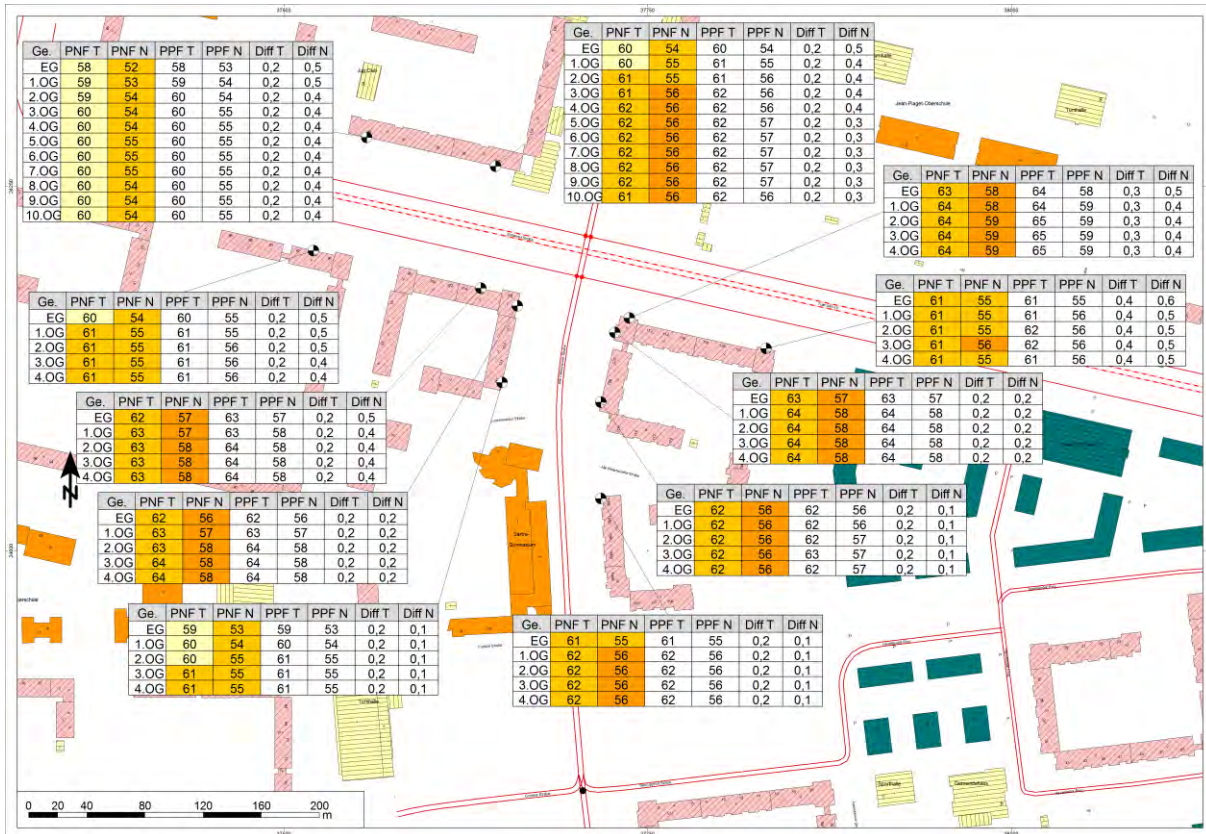 Ge. PNF T PNF N PPF T PPF N Diff T Diff N
EG 58 52 58 53 0,2 0,5
1.OG 59 53 59 54 0,2 0,5
2.OG 59 54 60 54 0,2 0,4
3.OG 60 54 60 55 0,2 0,4
4.OG 60 54 60 55 0,2 0,4
5.OG 60 55 60 55 0,2 0,4
6.OG 60 55 60 55 0,2 0,4
7.OG 60 55 60 55 0,2 0,4
8.OG 60 54 60 55 0,2 0,4
9.OG 60 54 60 55 0,2 0,4
10.OG 60 54 60 55 0,2 0,4
Ge. PNF T PNF N PPF T PPF N Diff T Diff N
EG 60 54 60 54 0,2 0,5
1.OG 60 55 61 55 0,2 0,4
2.OG 61 55 61 56 0,2 0,4
3.OG 61 56 62 56 0,2 0,4
4.OG 62 56 62 56 0,2 0,4
5.OG 62 56 62 57 0,2 0,3
6.OG 62 56 62 57 0,2 0,3
7.OG 62 56 62 57 0,2 0,3
8.OG 62 56 62 57 0,2 0,3
9.OG 62 56 62 57 0,2 0,3
10.OG 61 56 62 56 0,2 0,3
Jean-Piaget-Oberschule
Turnhalle
Ge. PNF T PNF N PPF T PPF N Diff T Diff N
EG 63 58 64 58 0,3 0,5
1.OG 64 58 64 59 0,3 0,4
2.OG 64 59 65 59 0,3 0,4
3.OG 64 59 65 59 0,3 0,4
4.OG 64 59 65 59 0,3 0,4
Ge. PNF T PNF N PPF T PPF N Diff T Diff N
EG 60 54 60 55 0,2 0,5
1.OG 61 55 61 55 0,2 0,5
2.OG 61 55 61 56 0,2 0,5
3.OG 61 55 61 56 0,2 0,4
4.OG 61 55 61 56 0,2 0,4
Ge. PNF T PNF N PPF T PPF N Diff T Diff N
EG 61 55 61 55 0,4 0,6
1.OG 61 55 61 56 0,4 0,5
2.OG 61 55 62 56 0,4 0,5
3.OG 61 56 62 56 0,4 0,5
4.OG 61 55 61 56 0,4 0,5
Ge. PNF T PNF N PPF T PPF N Diff T Diff N
EG 62 57 63 57 0,2 0,5
1.OG 63 57 63 58 0,2 0,4
2.OG 63 58 64 58 0,2 0,4
3.OG 63 58 64 58 0,2 0,4
4.OG 63 58 64 58 0,2 0,4
Ge. PNF T PNF N PPF T PPF N Diff T Diff N
EG 63 57 63 57 0,2 0,2
1.OG 64 58 64 58 0,2 0,2
2.OG 64 58 64 58 0,2 0,2
3.OG 64 58 64 58 0,2 0,2
4.OG 64 58 64 58 0,2 0,2
N
Ge. PNF T PNF N PPF T PPF N Diff T Diff N
EG 62 56 62 56 0,2 0,2
1.OG 63 57 63 57 0,2 0,2
2.OG 63 58 64 58 0,2 0,2
3.OG 64 58 64 58 0,2 0,2
4.OG 64 58 64 58 0,2 0,2
Ge. PNF T PNF N PPF T PPF N Diff T Diff N
EG 62 56 62 56 0,2 0,1
1.OG 62 56 62 56 0,2 0,1
2.OG 62 56 62 57 0,2 0,1
3.OG 62 56 63 57 0,2 0,1
4.OG 62 56 62 57 0,2 0,1
Ge. PNF T PNF N PPF T PPF N Diff T Diff N
EG 59 53 59 53 0,2 0,1
1.OG 60 54 60 54 0,2 0,1
2.OG 60 55 61 55 0,2 0,1
3.OG 61 55 61 55 0,2 0,1
4.OG 61 55 61 55 0,2 0,1
Ge. PNF T PNF N PPF T PPF N Diff T Diff N
EG 61 55 61 55 0,2 0,1
1.OG 62 56 62 56 0,2 0,1
2.OG 62 56 62 56 0,2 0,1
3.OG 62 56 62 56 0,2 0,1
4.OG 62 56 62 56 0,2 0,1
Turnhalle
Sporthalle
Gemeindehaus
0 20 40 80 120 160 200
m